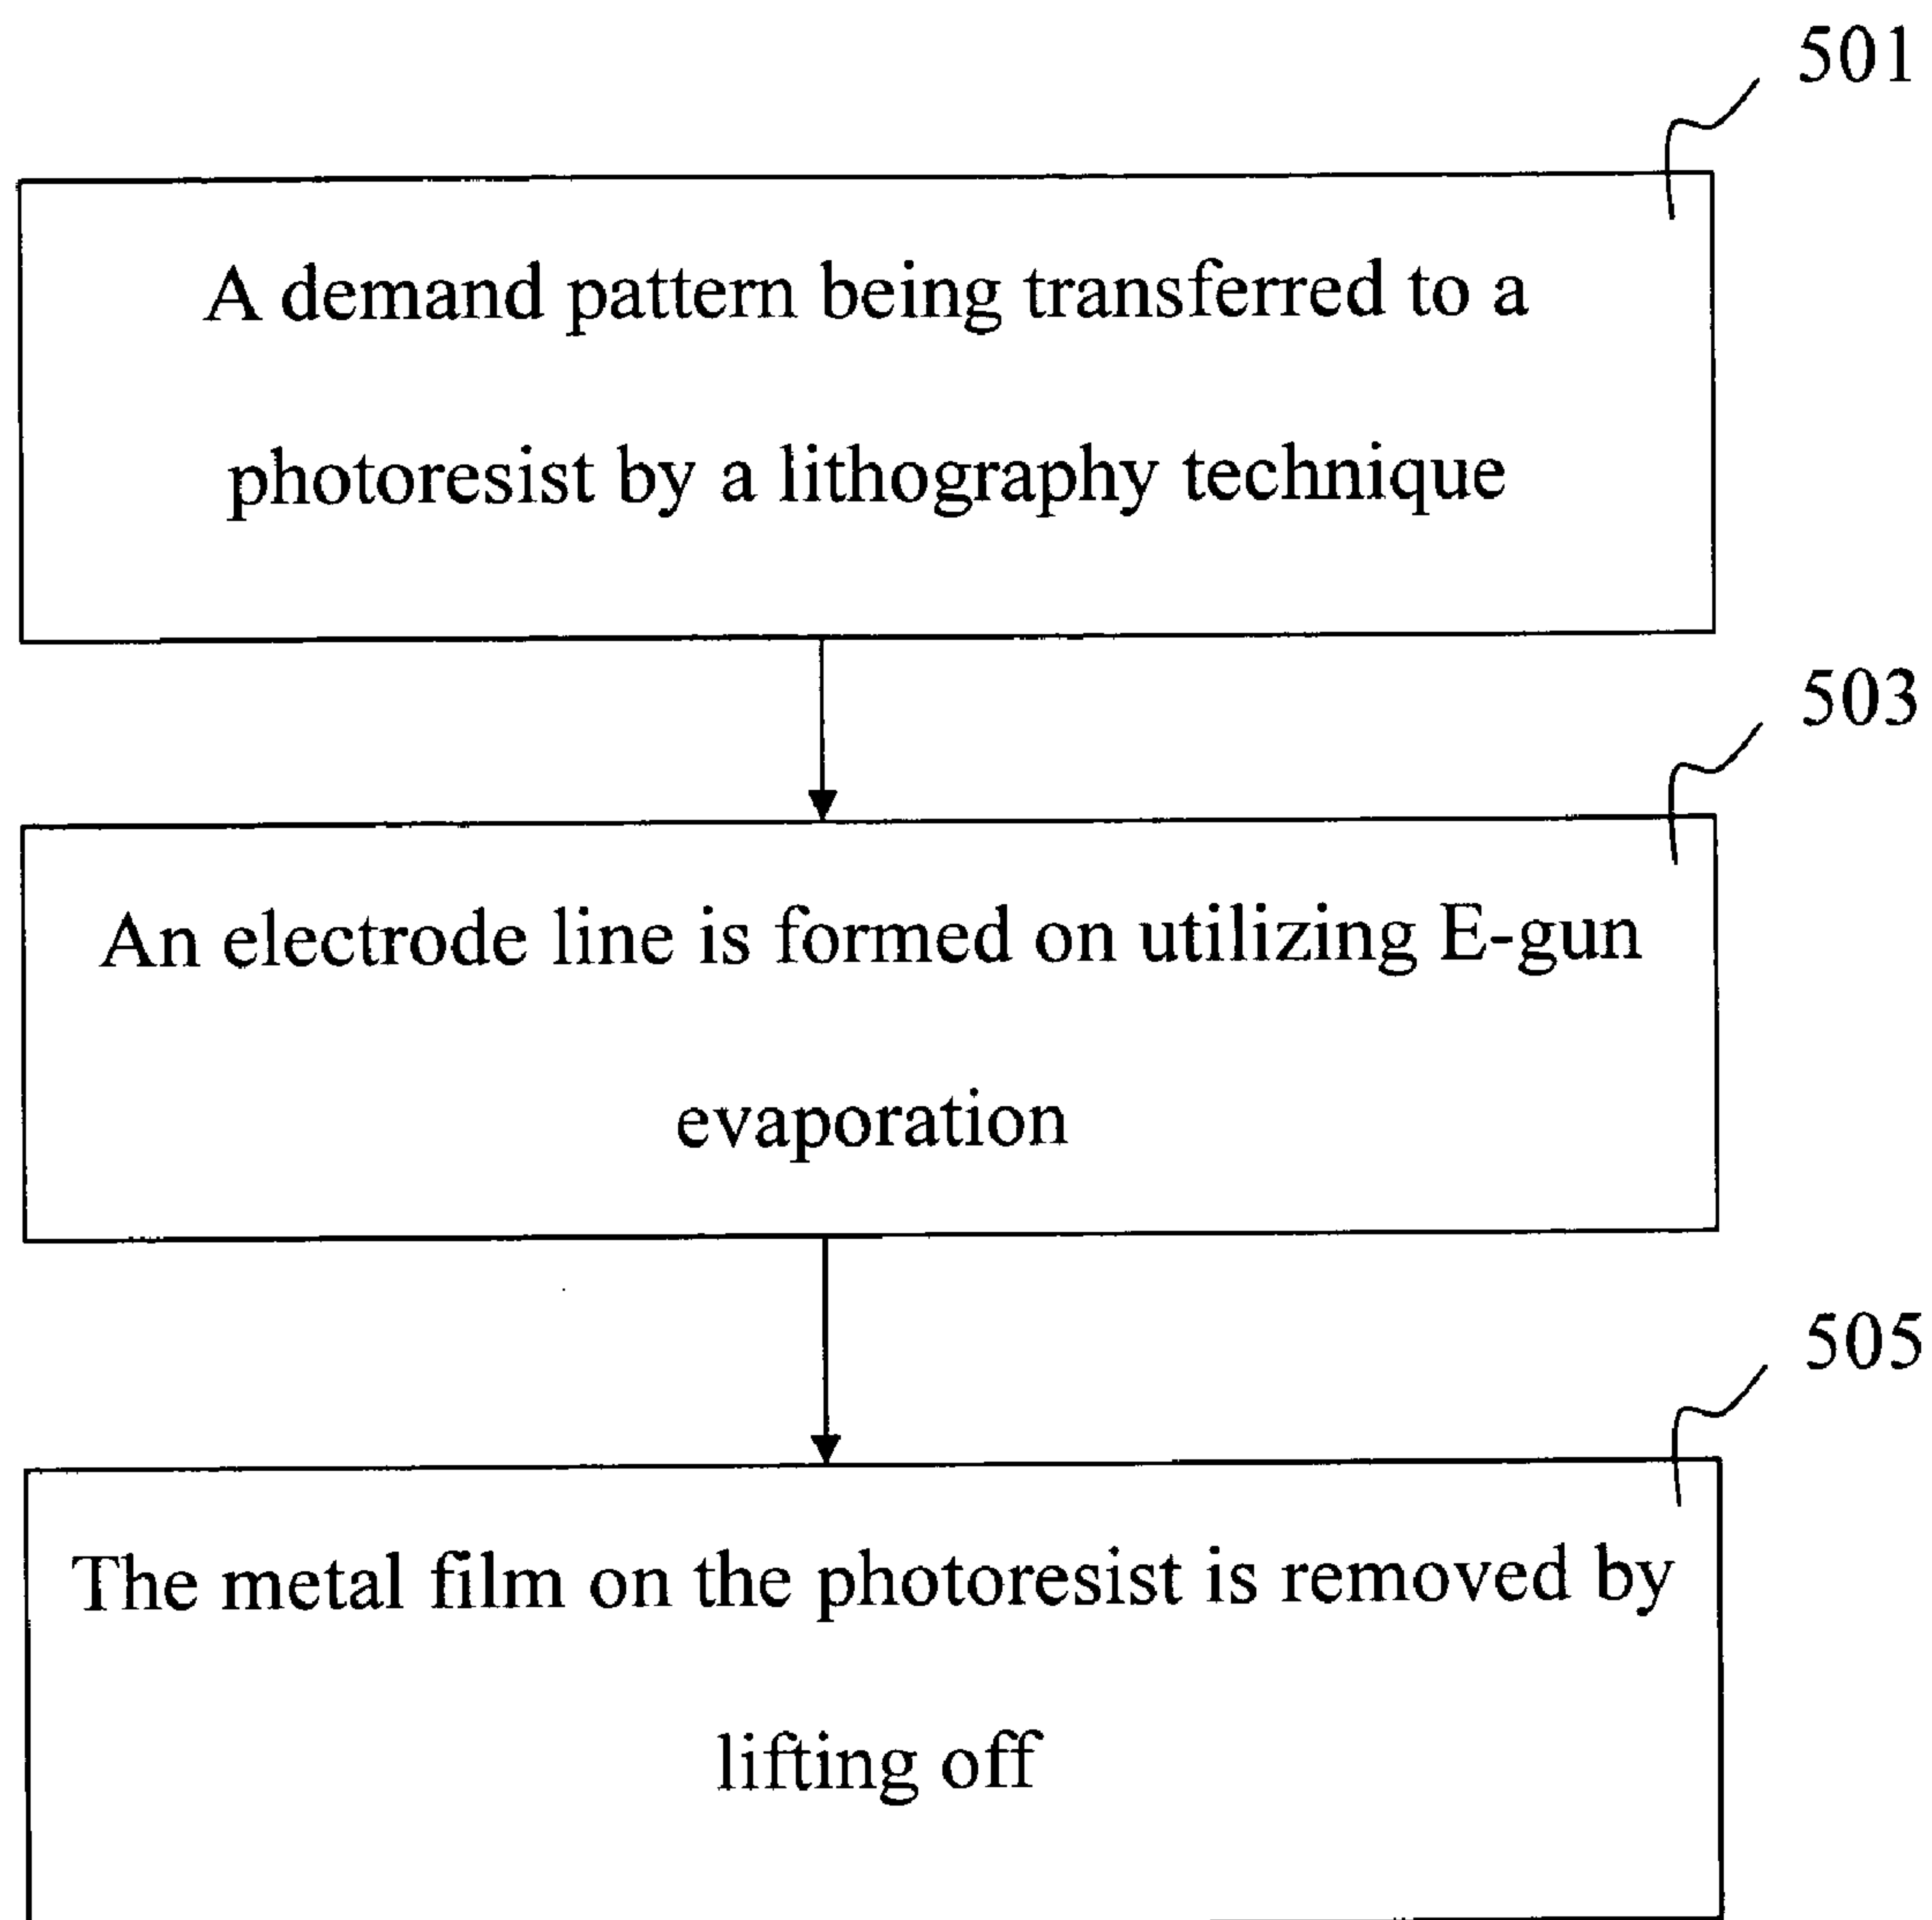 501
A demand pattern being transferred to a
photoresist by a lithography technique
503
An electrode line is formed on utilizing E-gun
evaporation
505
The metal film on the photoresist is removed by
lifting off